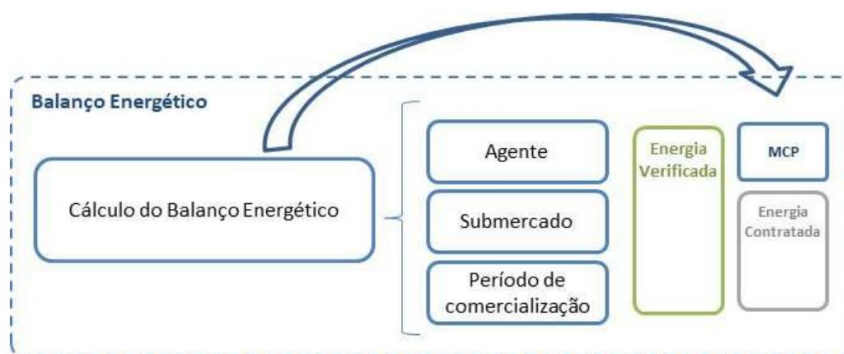 Balanço Energético
Cálculo do Balanço Energético
Agente
Submercado
Período de
comercialização
Energia
Verificada
MCP
Energia
Contratada